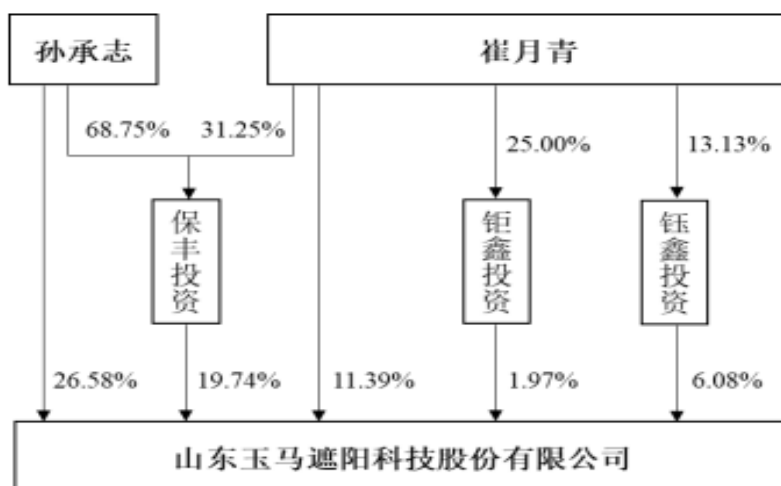 孙承志
崔月青
68.75%
31.25%
25.00%
13.13%
保丰投资
钜鑫投资
钰鑫投资
26.58%
19.74%
11.39%
1.97%
6.08%
山东玉马遮阳科技股份有限公司